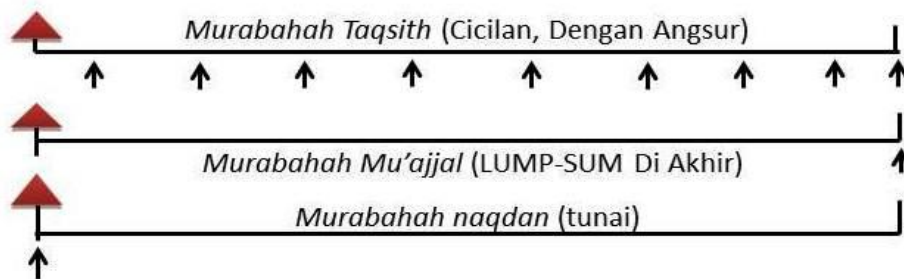 Murabahah Taqsith (Cicilan, Dengan Angsur)
Murabahah Mu'ajjal (LUMP-SUM Di Akhir)
Murabahah naqdan (tunai)